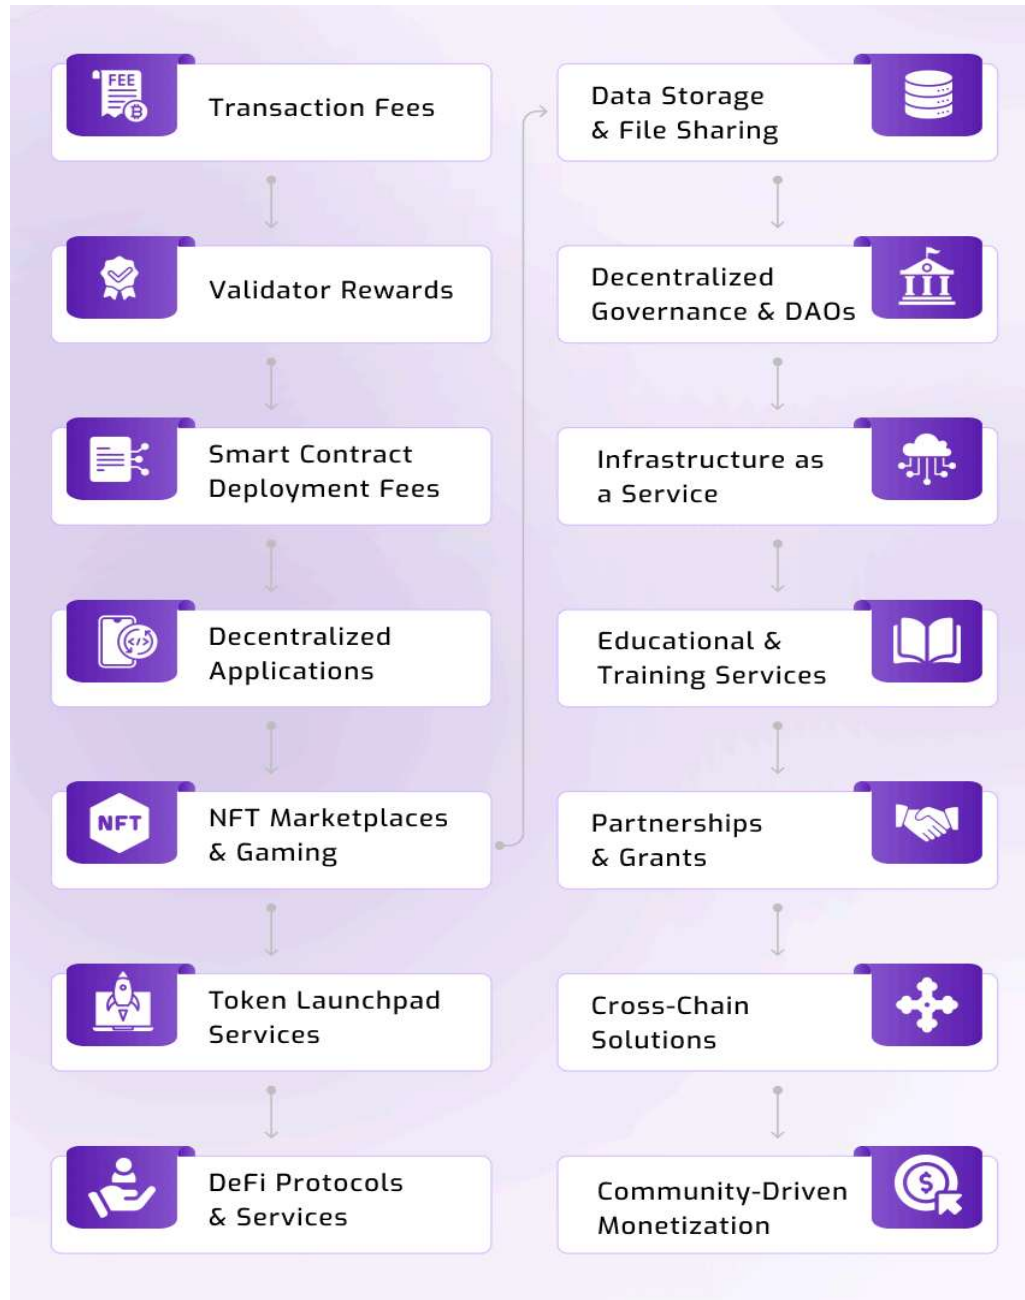 FEE
Transaction Fees
Validator Rewards
Smart Contract
Deployment Fees
Decentralized
Applications
NFT
NFT Marketplaces
& Gaming
Token Launchpad
Services
DeFi Protocols
& Services
Data Storage
& File Sharing
Decentralized
Governance & DAOs
Infrastructure as
a Service
Educational &
Training Services
Partnerships
& Grants
Cross-Chain
Solutions
Community-Driven
Monetization